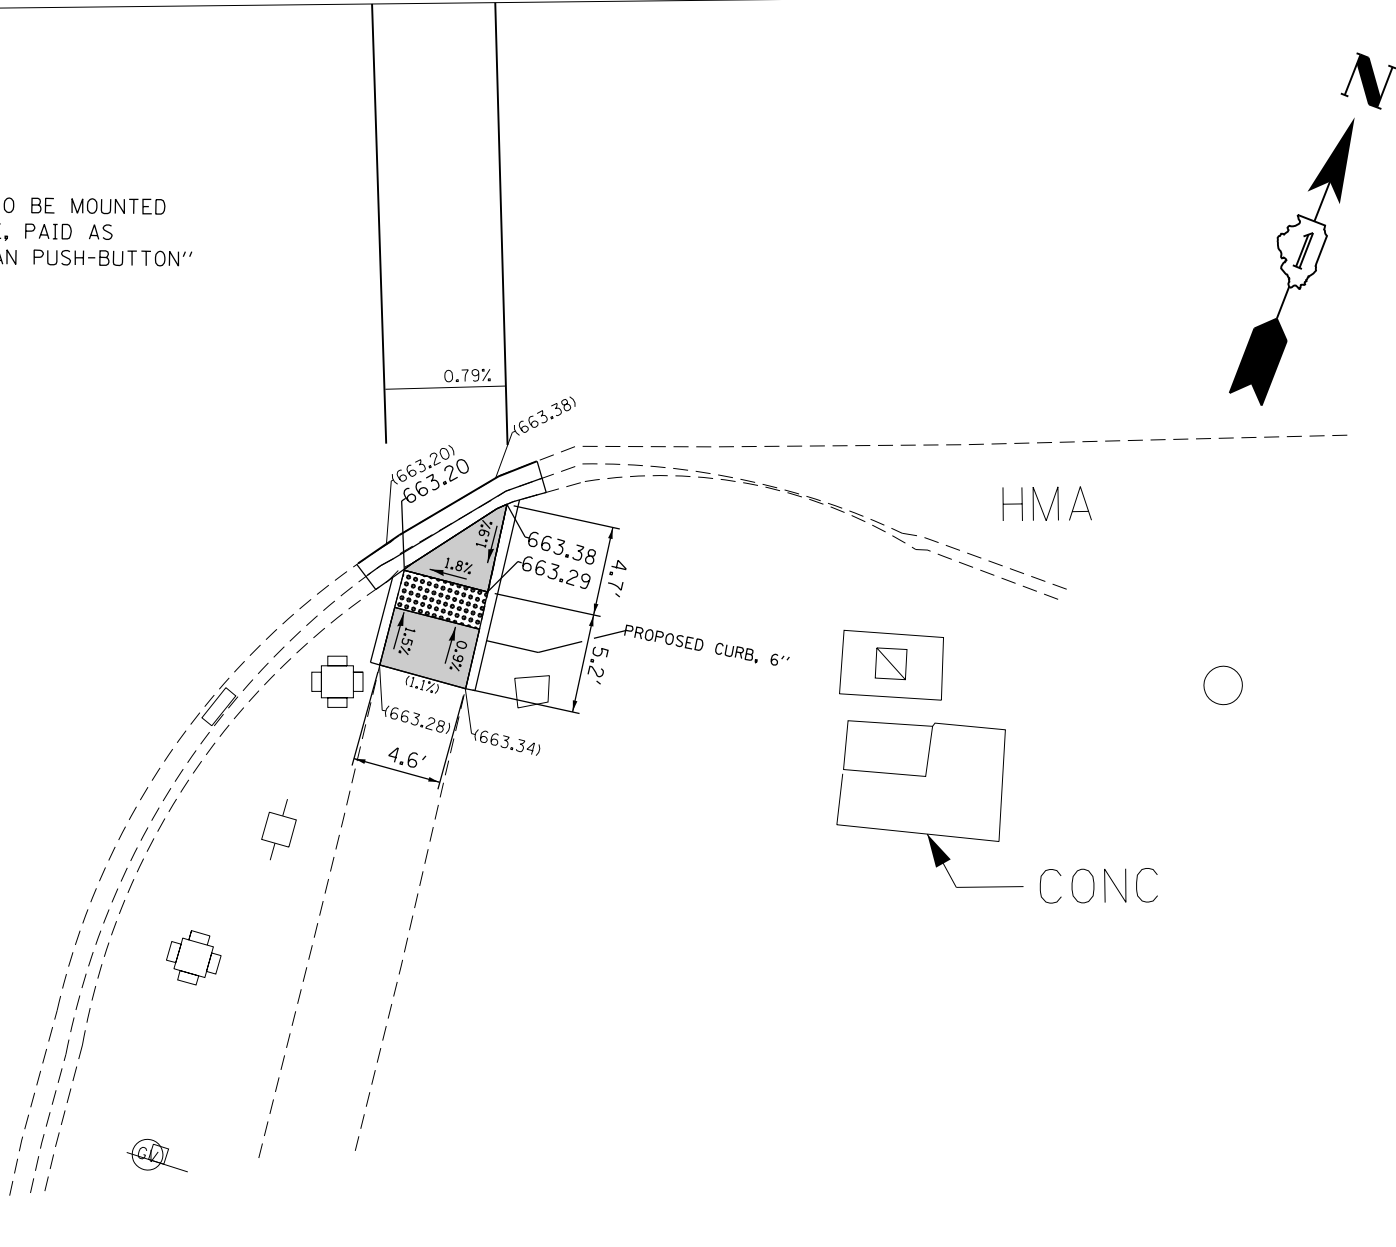 N
1
O BE MOUNTED
, PAID AS
AN PUSH-BUTTON"
0.79%
(663.38)
(663.20)
663.20
HMA
1.9%
663.38
1.8%
663.29
4.7'
PROPOSED CURB, 6"
1.5%
0.9%
5.2'
(1.1%)
(663.28)
(663.34)
4.6'
CONC
GV